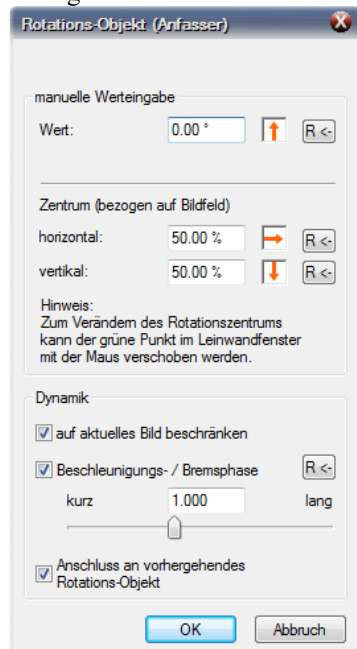 Rotations-Objekt (Anfasser)
manuelle Werteingabe
Wert: 0.00 ° R <-
Zentrum (bezogen auf Bildfeld)
horizontal: 50.00 % R <-
vertikal: 50.00 % R <-
Hinweis:
Zum Verändern des Rotationszentrums
kann der grüne Punkt im Leinwandfenster
mit der Maus verschoben werden.
Dynamik
auf aktuelles Bild beschränken
Beschleunigungs- / Bremsphase R <-
kurz 1.000 lang
Anschluss an vorhergehendes
Rotations-Objekt
OK Abbruch